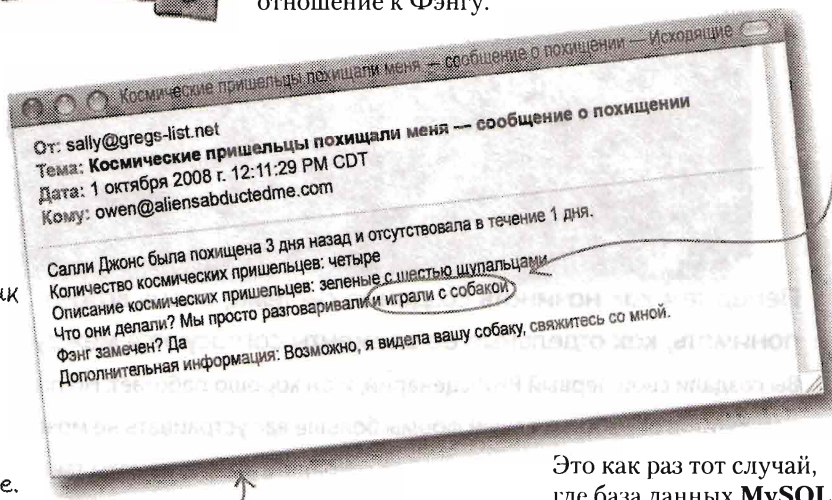 отношение к Фэнгу.
Космические пришельцы похищали меня — сообщение о похищении — Исходящие
От: sally@gregs-list.net
Тема: Космические пришельцы похищали меня — сообщение о похищении
Дата: 1 октября 2008 г. 12:11:29 PM CDT
Кому: owen@aliensabductedme.com
Салли Джонс была похищена 3 дня назад и отсутствовала в течение 1 дня.
Количество космических пришельцев: четыре
Описание космических пришельцев: зеленые с шестью щупальцами
Что они делали? Мы просто разговаривали и играли с собакой
Фэнг замечен? Да
Дополнительная информация: Возможно, я видела вашу собаку, свяжитесь со мной.
Это как раз тот случай,
где база данных MySQL